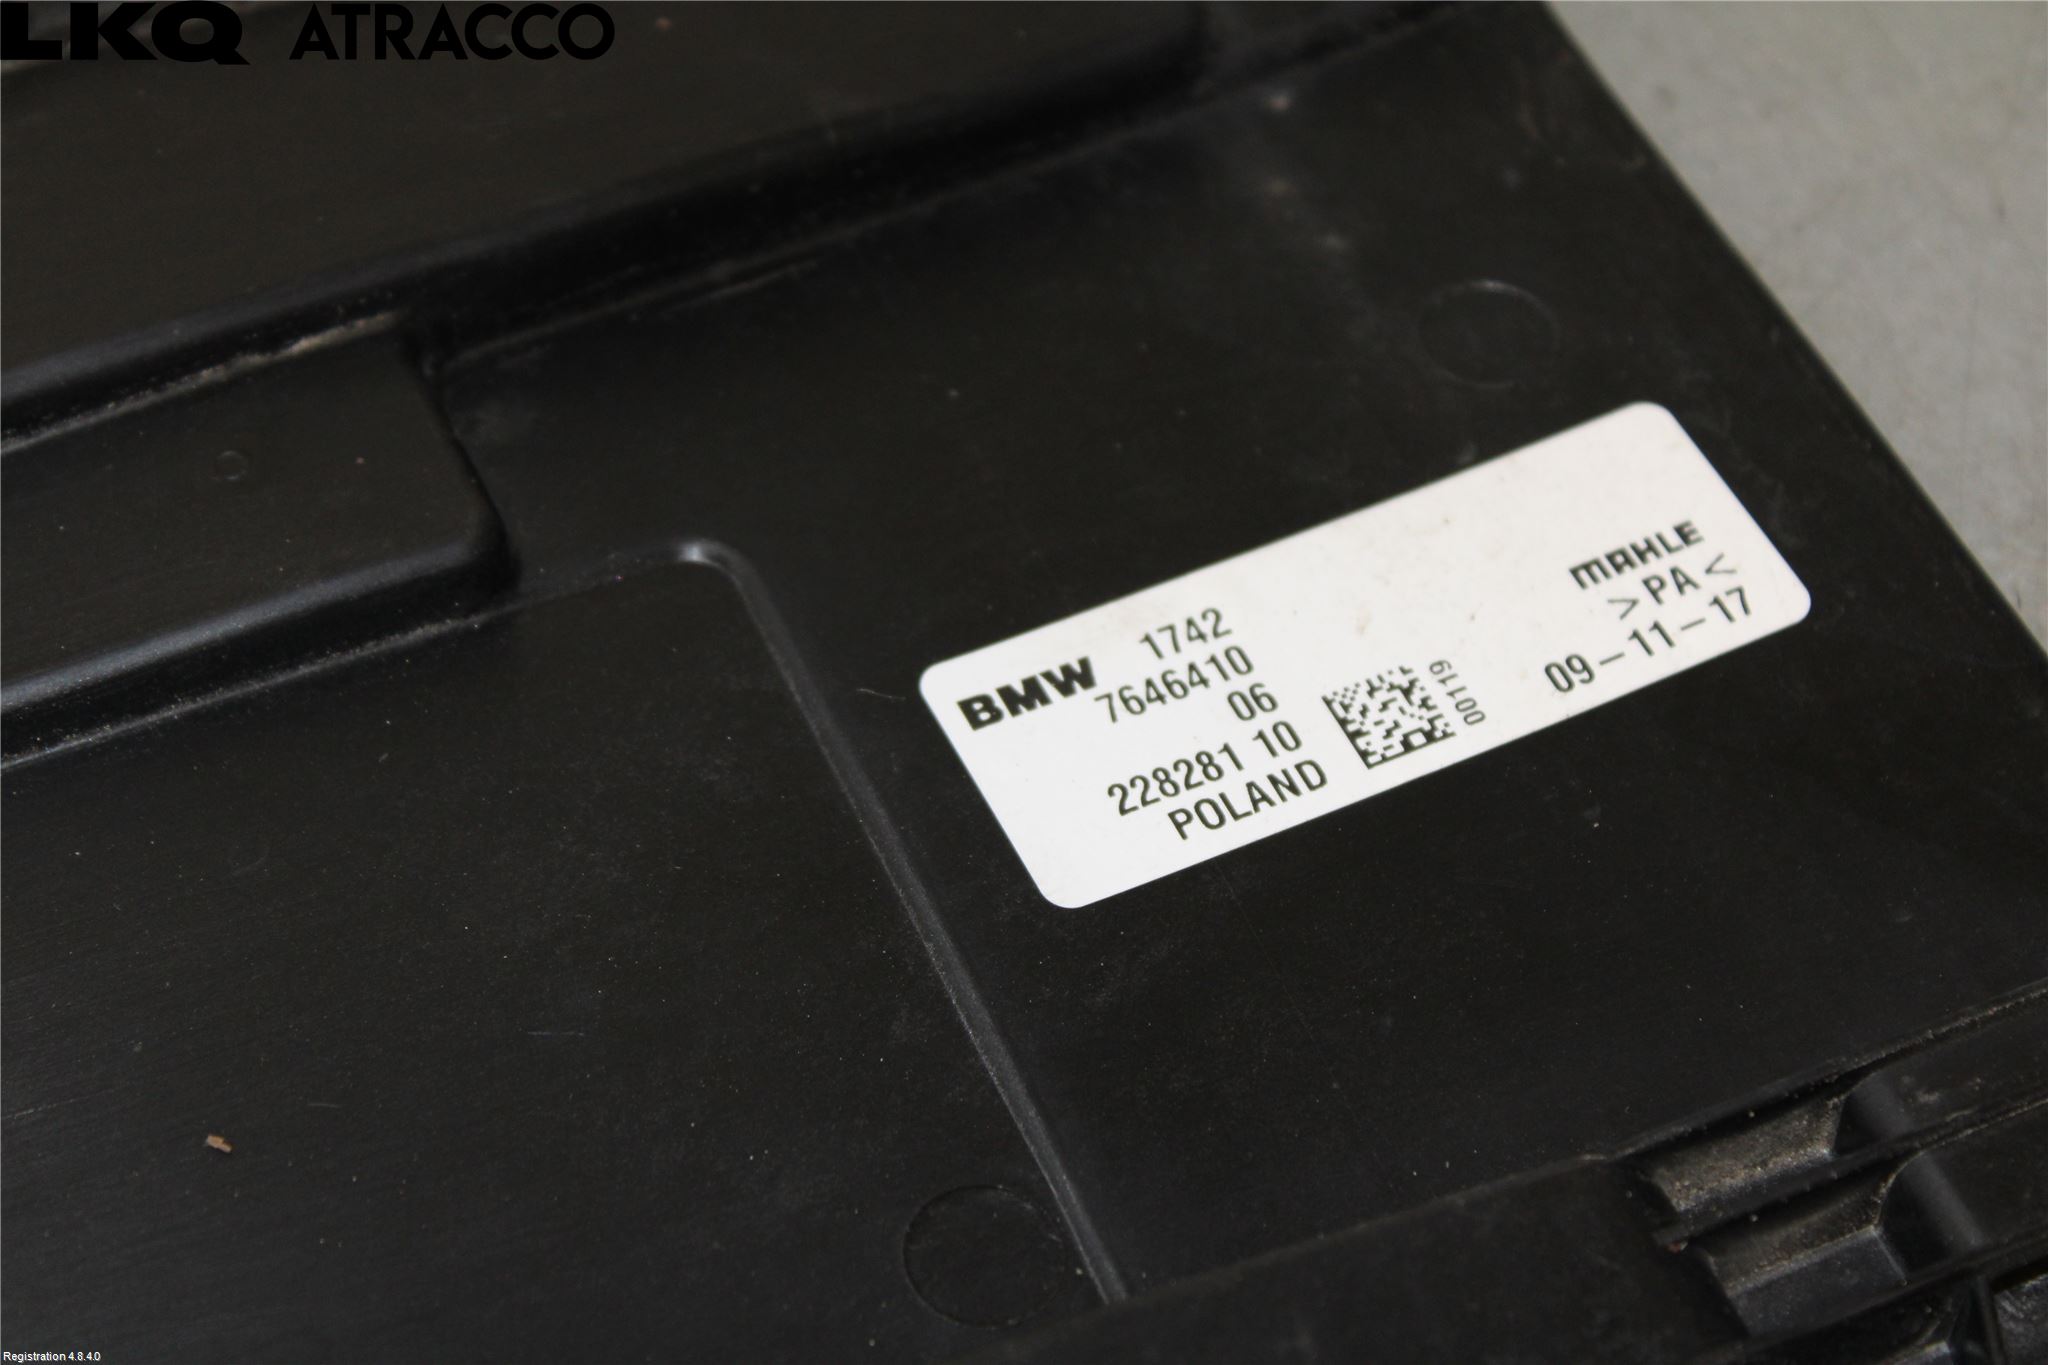 LKQ ATRACCO
BMW 1742
7646410
06
228281 10
POLAND
00119
MAHLE
>PA<
09-11-17
Registration 4.8.4.0